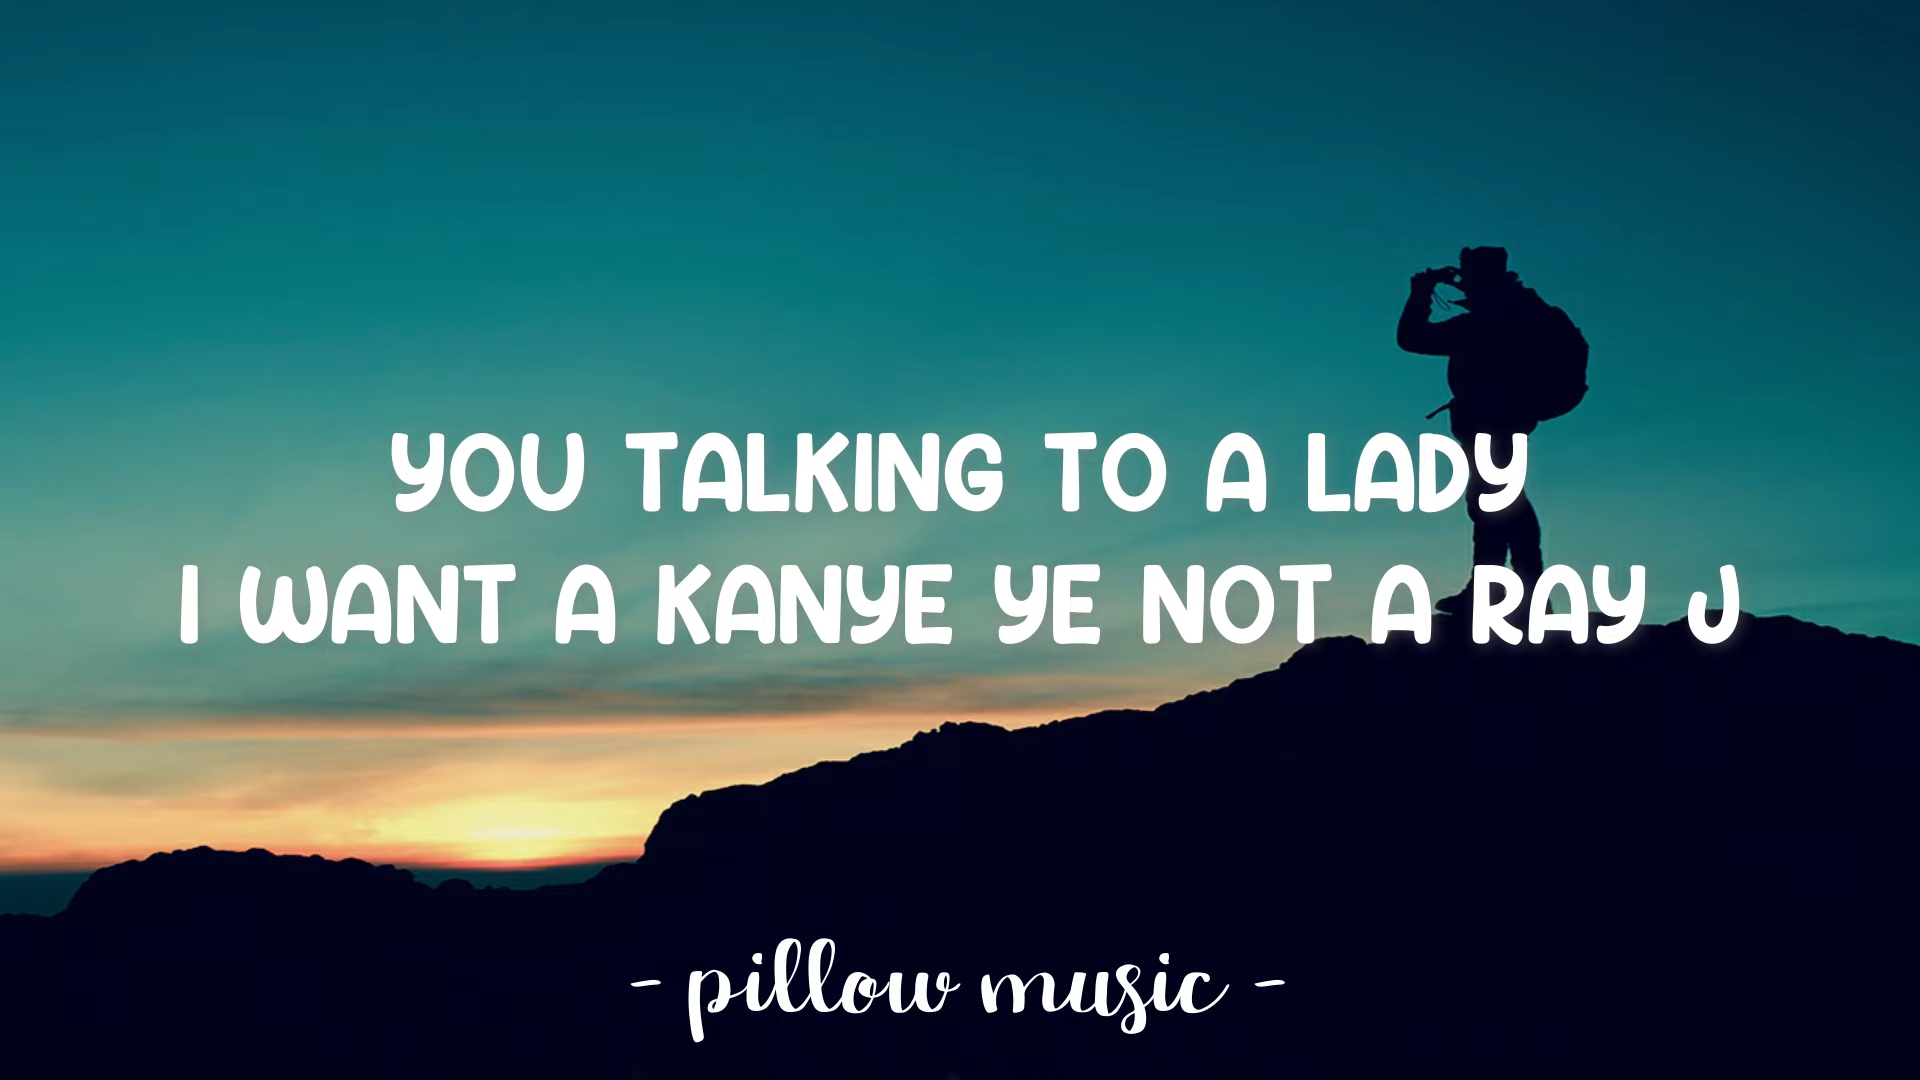 YOU TALKING TO A LADY
I WANT A KANYE YE NOT A RAY J
- pillow music -